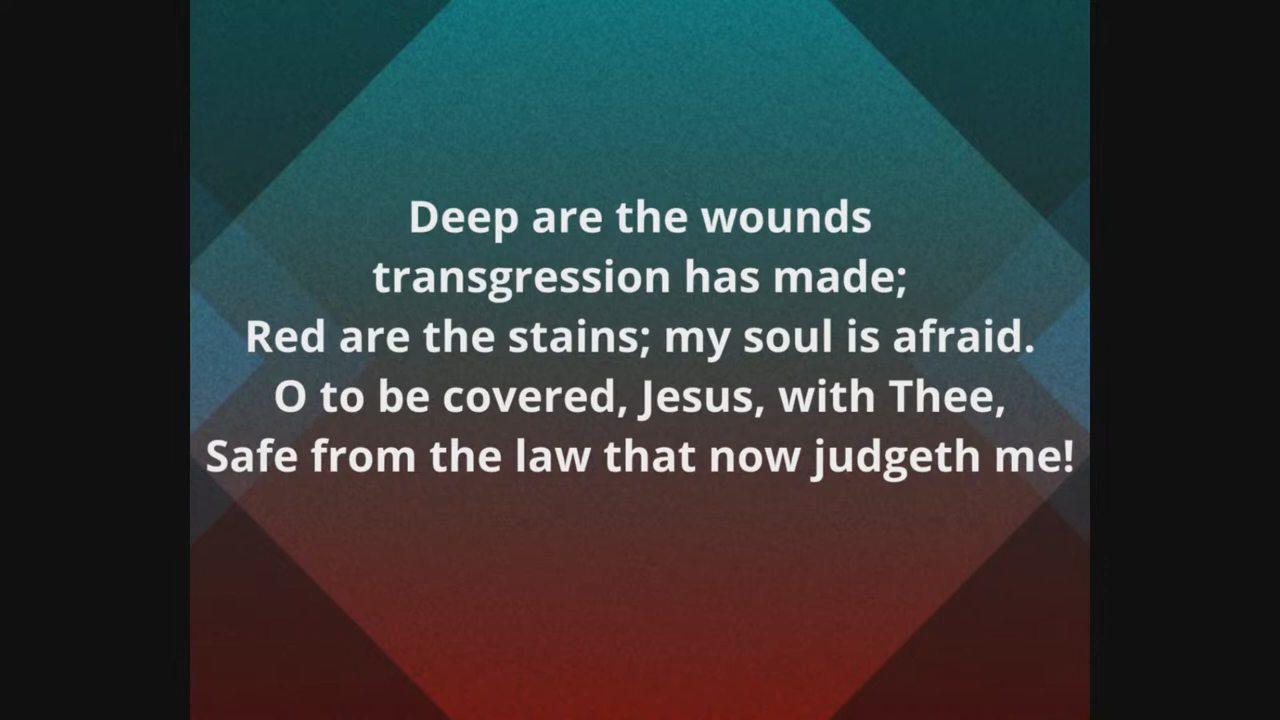 Deep are the wounds
transgression has made;
Red are the stains; my soul is afraid.
O to be covered, Jesus, with Thee,
Safe from the law that now judgeth me!